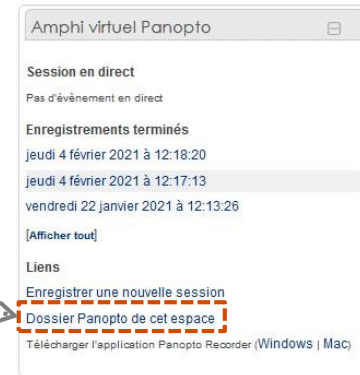 Amphi virtuel Panopto
Session en direct
Pas d'évènement en direct
Enregistrements terminés
jeudi 4 février 2021 à 12:18:20
jeudi 4 février 2021 à 12:17:13
vendredi 22 janvier 2021 à 12:13:26
[Afficher tout]
Liens
Enregistrer une nouvelle session
Dossier Panopto de cet espace
Télécharger l'application Panopto Recorder (Windows | Mac)